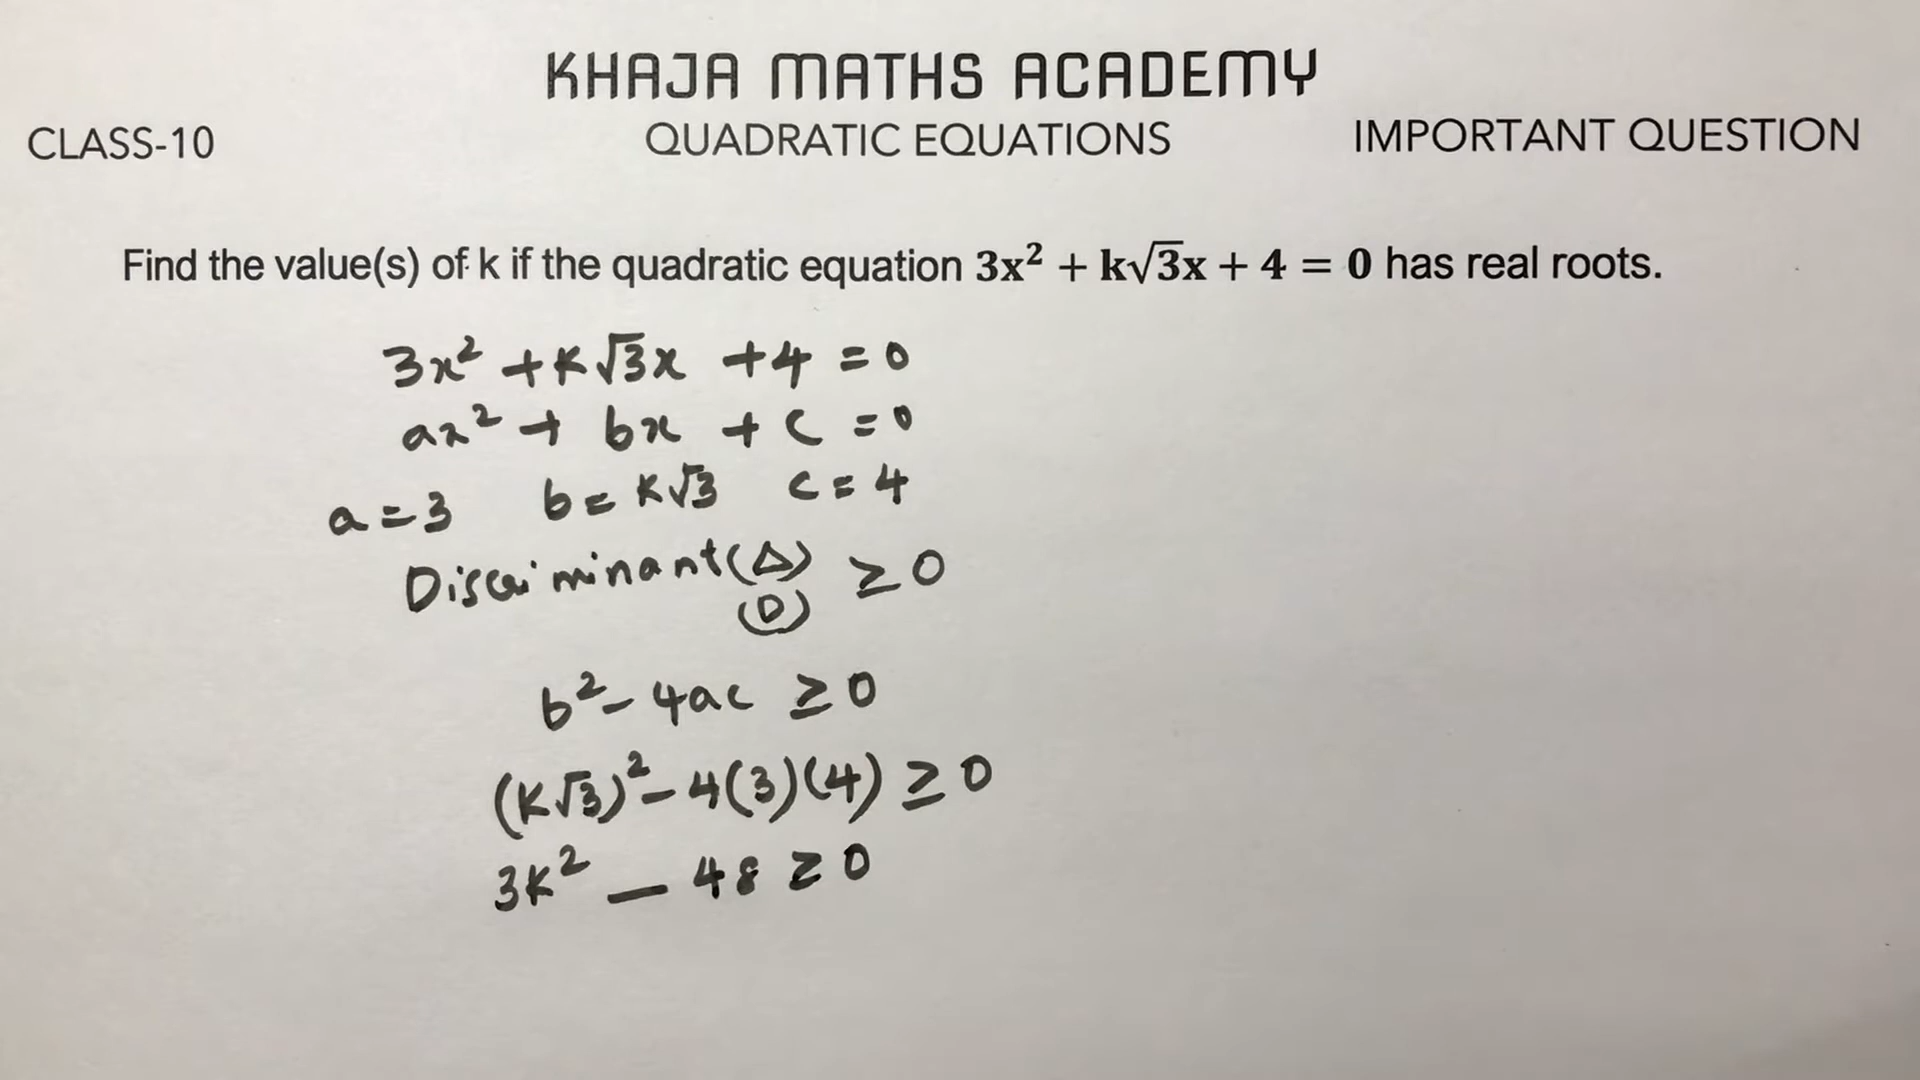 KHAJA MATHS ACADEMY
CLASS-10 QUADRATIC EQUATIONS IMPORTANT QUESTION
Find the value(s) of k if the quadratic equation 3x² + k√3x + 4 = 0 has real roots.
3x² + k√3x + 4 = 0
ax² + bx + c = 0
a = 3 b = k√3 c = 4
Discriminant (Δ) ≥ 0
(D)
b² - 4ac ≥ 0
(k√3)² - 4(3)(4) ≥ 0
3k² - 48 ≥ 0